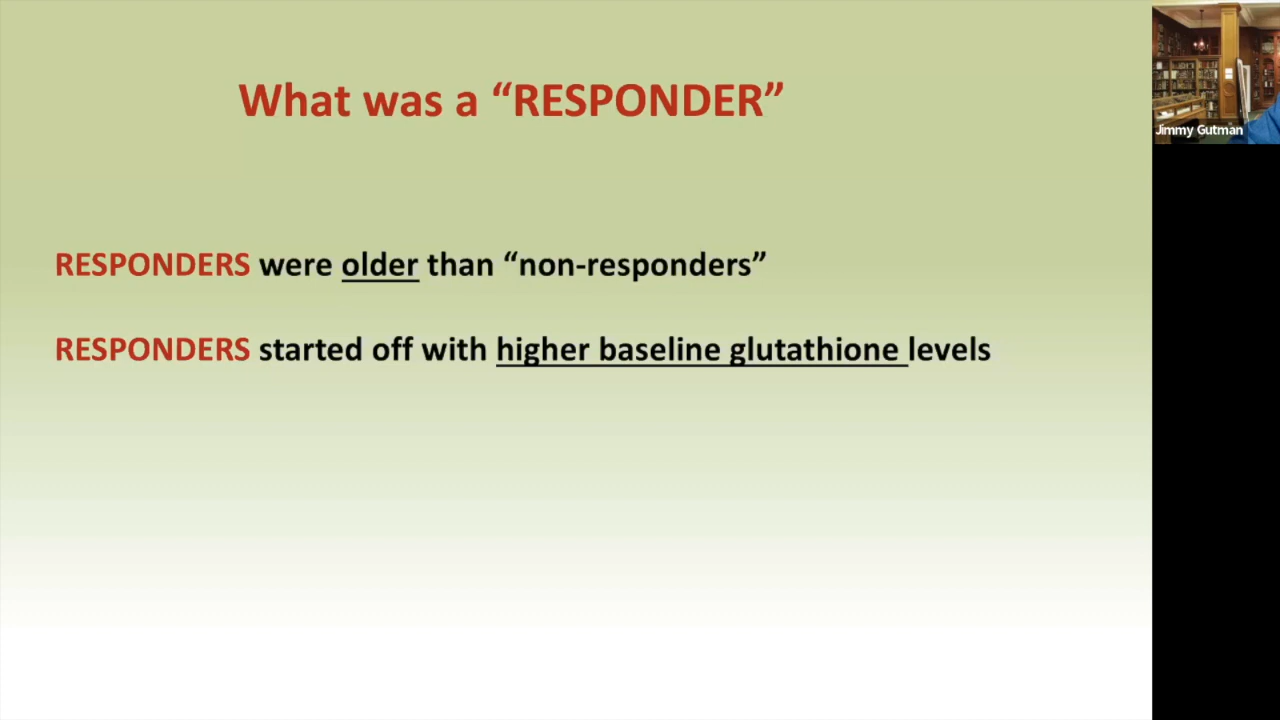 What was a “RESPONDER”
Jimmy Gutman
RESPONDERS were older than “non-responders”
RESPONDERS started off with higher baseline glutathione levels